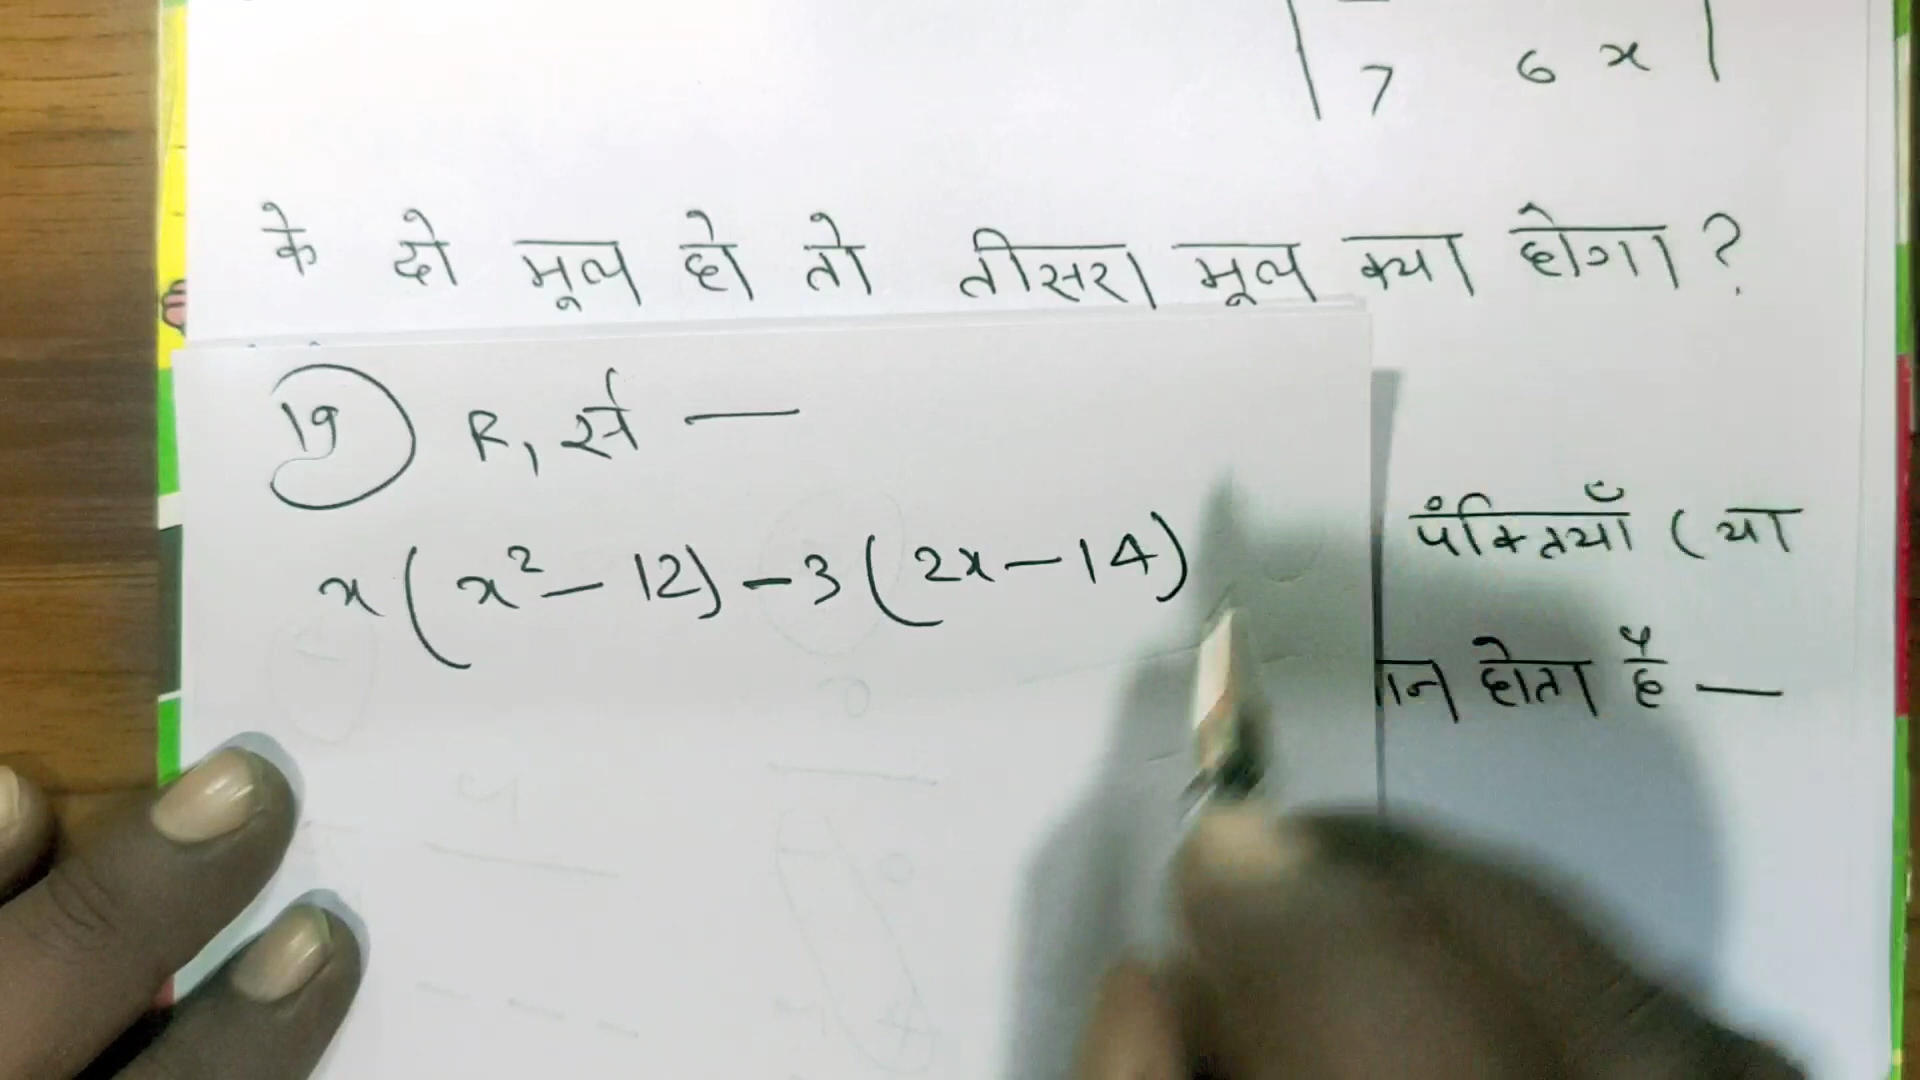 7 6 x
के दो मूल हो तो तीसरा मूल क्या होगा ?
19 R₁ से —
x(x² - 12) - 3(2x - 14)
पंक्तियाँ (या
मान होता है —